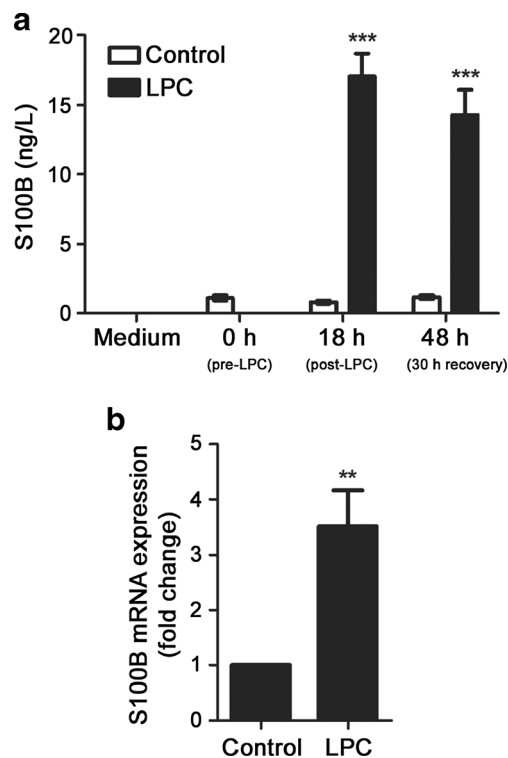 a
20
15
10
5
0
S100B (ng/L)
Control
LPC
***
***
Medium 0 h 18 h 48 h
(pre-LPC) (post-LPC) (30 h recovery)
b
5
4
3
2
1
0
S100B mRNA expression
(fold change)
**
Control LPC